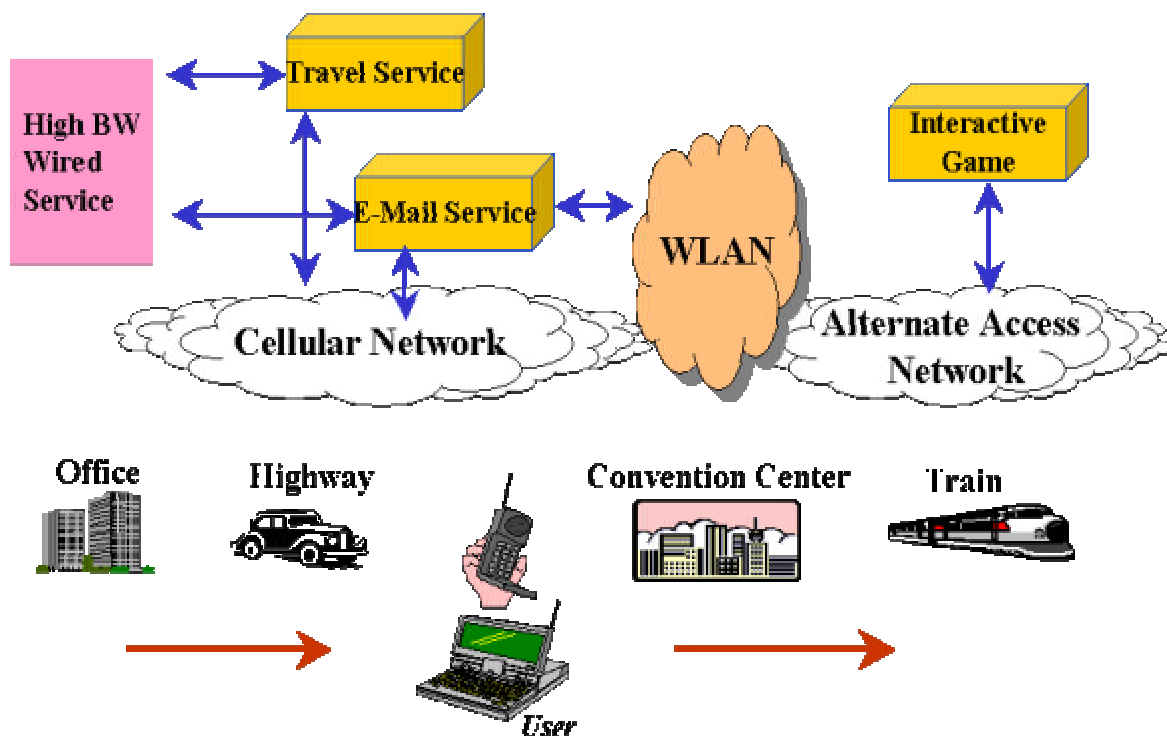 Travel Service
High BW
Wired
Service
E-Mail Service
Interactive
Game
WLAN
Cellular Network
Alternate Access
Network
Office
Highway
Convention Center
Train
User